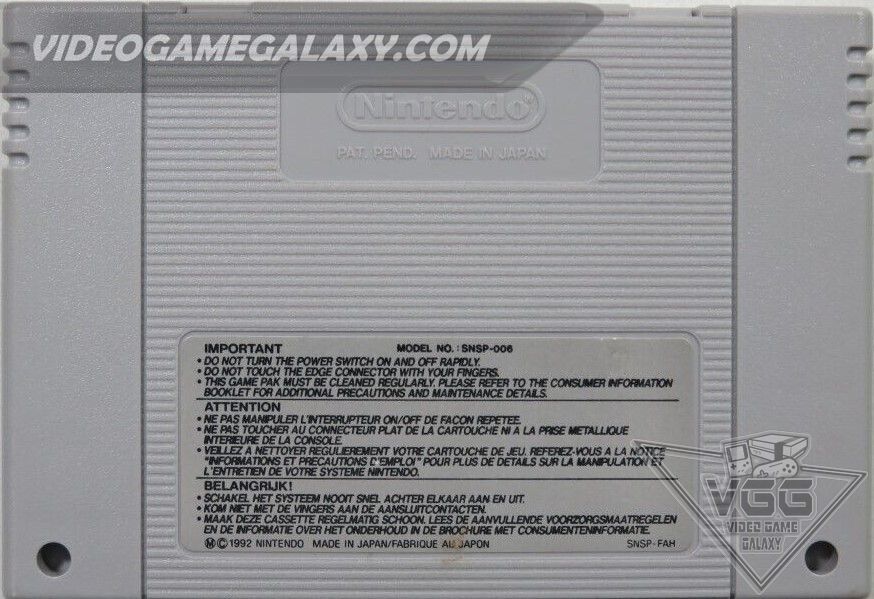 VIDEOGAMEGALAXY.COM
Nintendo®
PAT. PEND. MADE IN JAPAN
IMPORTANT MODEL NO.: SNSP-006
• DO NOT TURN THE POWER SWITCH ON AND OFF RAPIDLY.
• DO NOT TOUCH THE EDGE CONNECTOR WITH YOUR FINGERS.
• THIS GAME PAK MUST BE CLEANED REGULARLY. PLEASE REFER TO THE CONSUMER INFORMATION
BOOKLET FOR ADDITIONAL PRECAUTIONS AND MAINTENANCE DETAILS.
ATTENTION
• NE PAS MANIPULER L'INTERRUPTEUR ON/OFF DE FACON REPETEE.
• NE PAS TOUCHER AU CONNECTEUR PLAT DE LA CARTOUCHE NI A LA PRISE METALLIQUE
INTERIEURE DE LA CONSOLE.
• VEILLEZ A NETTOYER REGULIEREMENT VOTRE CARTOUCHE DE JEU. REFEREZ-VOUS A LA NOTICE
"INFORMATIONS ET PRECAUTIONS D'EMPLOI" POUR PLUS DE DETAILS SUR LA MANIPULATION ET
L'ENTRETIEN DE VOTRE SYSTEME NINTENDO.
BELANGRIJK!
• SCHAKEL HET SYSTEEM NOOIT SNEL ACHTER ELKAAR AAN EN UIT.
• KOM NIET MET DE VINGERS AAN DE AANSLUITCONTACTEN.
• MAAK DEZE CASSETTE REGELMATIG SCHOON. LEES DE AANVULLENDE VOORZORGSMAATREGELEN
EN DE INFORMATIE OVER HET ONDERHOUD IN DE BROCHURE MET CONSUMENTENINFORMATIE.
Ⓜ©1992 NINTENDO MADE IN JAPAN/FABRIQUE AU JAPON SNSP-FAH
VGG
VIDEO GAME
GALAXY